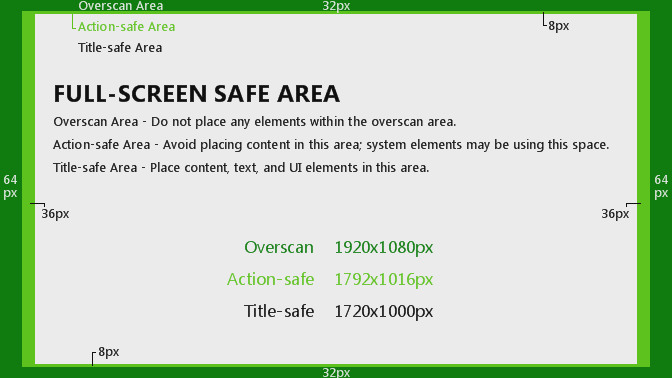 Overscan Area
32px
Action-safe Area
8px
Title-safe Area
FULL-SCREEN SAFE AREA
Overscan Area - Do not place any elements within the overscan area.
Action-safe Area - Avoid placing content in this area; system elements may be using this space.
Title-safe Area - Place content, text, and UI elements in this area.
64
px
64
px
36px
36px
Overscan 1920x1080px
Action-safe 1792x1016px
Title-safe 1720x1000px
8px
32px